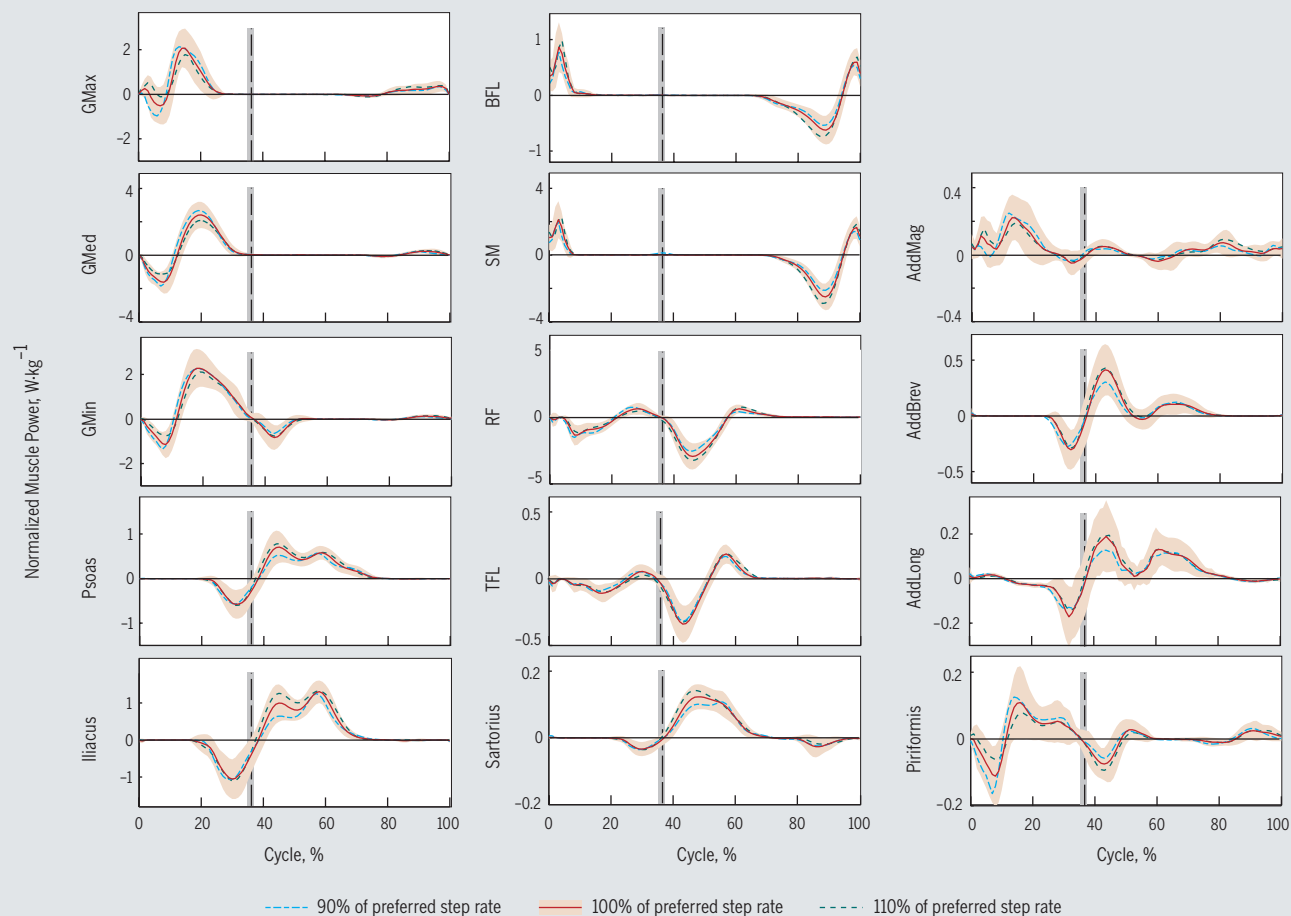 Normalized Muscle Power, W·kg−1
GMax
2
0
−2
GMed
4
2
0
−4
GMin
2
0
−2
Psoas
1
0
−1
Iliacus
1
0
−1
0 20 40 60 80 100
Cycle, %
BFL
1
0
−1
SM
4
2
0
−4
RF
5
0
−5
TFL
0.5
0
−0.5
Sartorius
0.2
0
−0.2
0 20 40 60 80 100
Cycle, %
AddMag
0.4
0
−0.4
AddBrev
0.5
0
−0.5
AddLong
0.2
0
−0.2
Piriformis
0.2
0
−0.2
0 20 40 60 80 100
Cycle, %
90% of preferred step rate 100% of preferred step rate 110% of preferred step rate